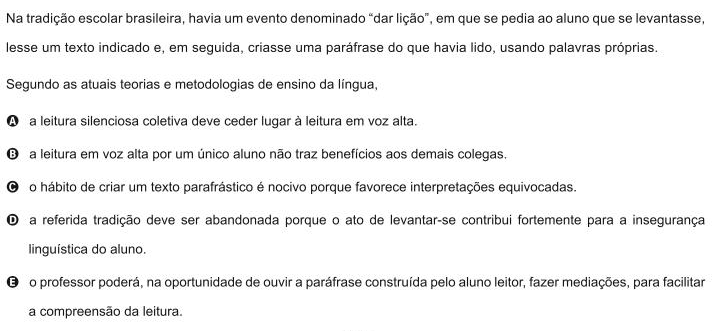 Na tradição escolar brasileira, havia um evento denominado “dar lição”, em que se pedia ao aluno que se levantasse,
lesse um texto indicado e, em seguida, criasse uma paráfrase do que havia lido, usando palavras próprias.
Segundo as atuais teorias e metodologias de ensino da língua,
A a leitura silenciosa coletiva deve ceder lugar à leitura em voz alta.
B a leitura em voz alta por um único aluno não traz benefícios aos demais colegas.
C o hábito de criar um texto parafrástico é nocivo porque favorece interpretações equivocadas.
D a referida tradição deve ser abandonada porque o ato de levantar-se contribui fortemente para a insegurança
linguística do aluno.
E o professor poderá, na oportunidade de ouvir a paráfrase construída pelo aluno leitor, fazer mediações, para facilitar
a compreensão da leitura.